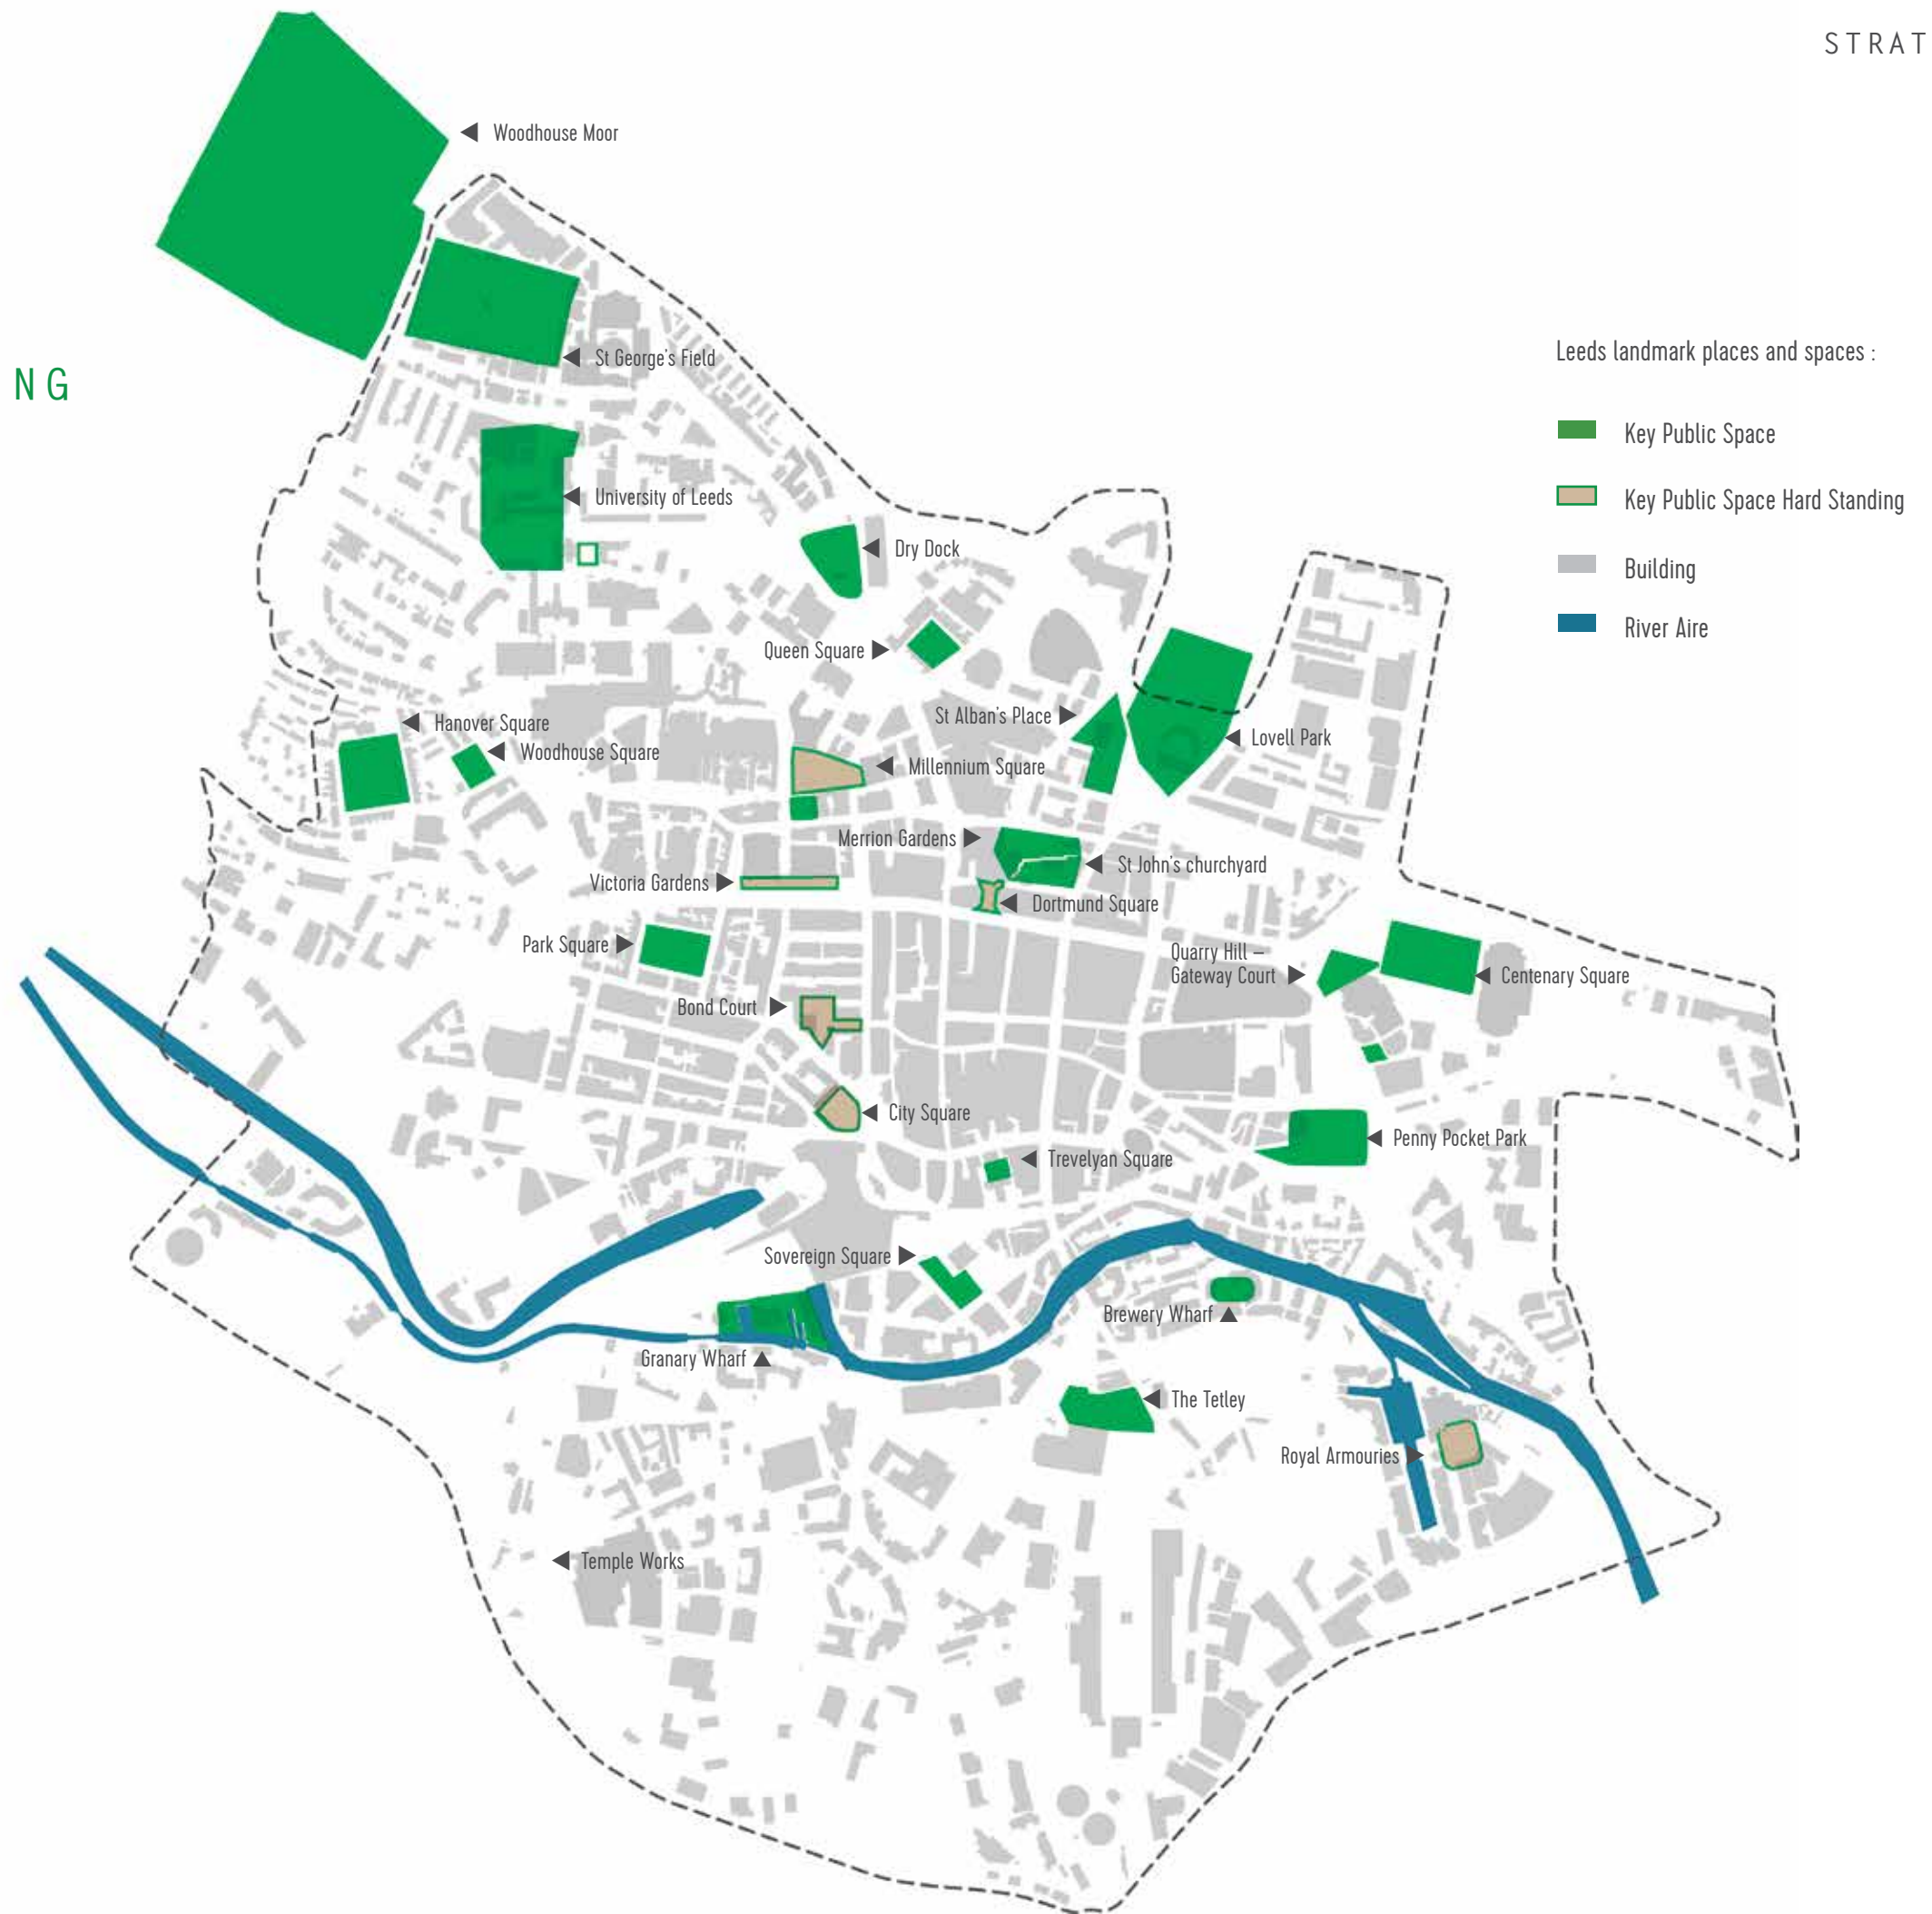 STRAT
Woodhouse Moor
St George's Field
NG
University of Leeds
Dry Dock
Queen Square
St Alban's Place
Lovell Park
Hanover Square
Woodhouse Square
Millennium Square
Merrion Gardens
St John's churchyard
Victoria Gardens
Dortmund Square
Park Square
Quarry Hill –
Gateway Court
Centenary Square
Bond Court
City Square
Penny Pocket Park
Trevelyan Square
Sovereign Square
Brewery Wharf
Granary Wharf
The Tetley
Royal Armouries
Temple Works
Leeds landmark places and spaces :
Key Public Space
Key Public Space Hard Standing
Building
River Aire